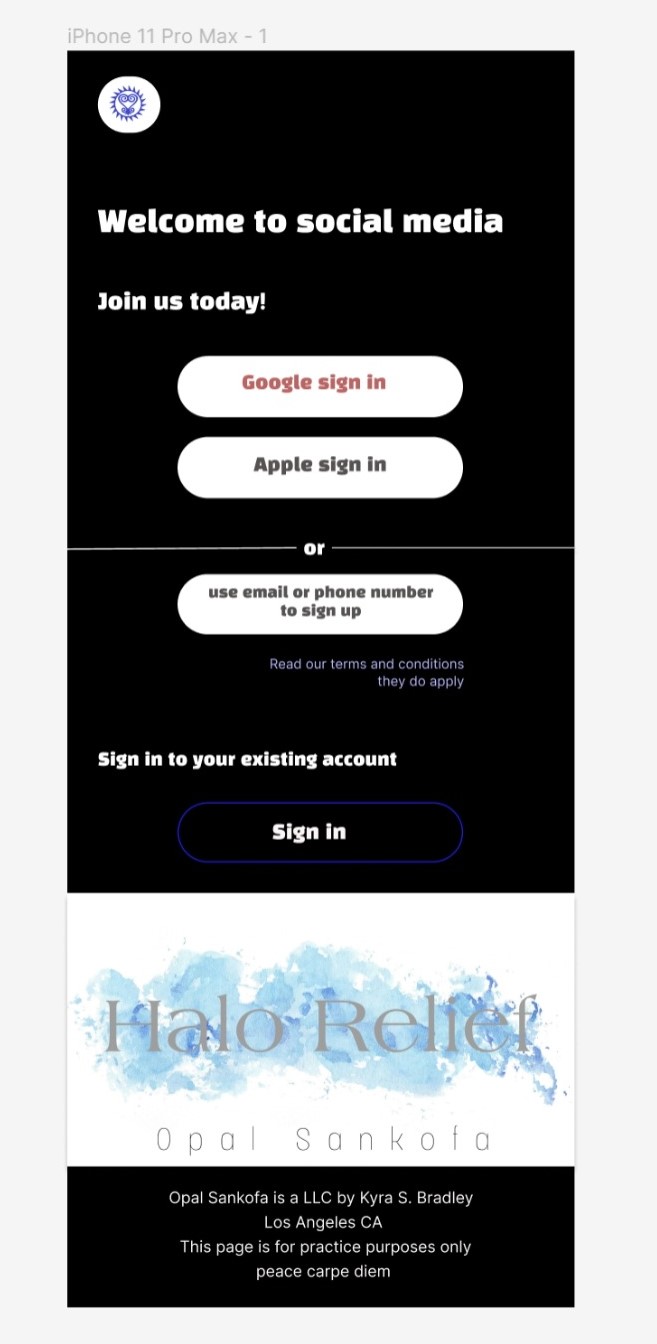 iPhone 11 Pro Max - 1
Welcome to social media
Join us today!
Google sign in
Apple sign in
or
use email or phone number
to sign up
Read our terms and conditions
they do apply
Sign in to your existing account
Sign in
Halo Relief
Opal Sankofa
Opal Sankofa is a LLC by Kyra S. Bradley
Los Angeles CA
This page is for practice purposes only
peace carpe diem